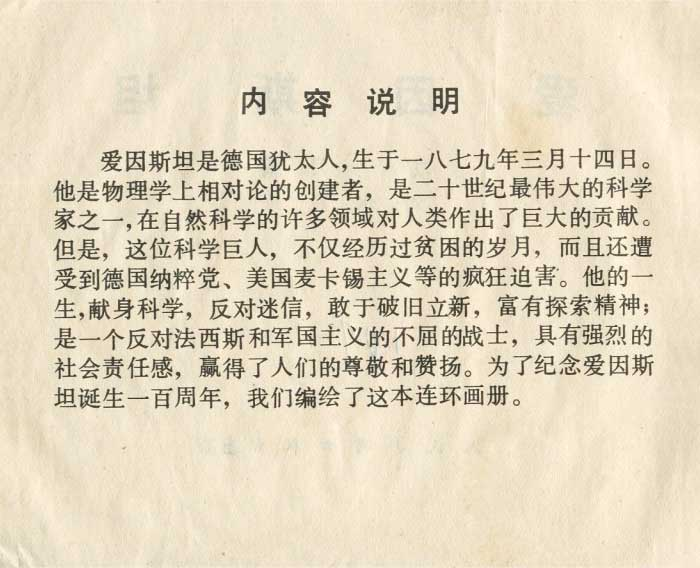 内容说明
爱因斯坦是德国犹太人,生于一八七九年三月十四日。
他是物理学上相对论的创建者，是二十世纪最伟大的科学
家之一,在自然科学的许多领域对人类作出了巨大的贡献。
但是，这位科学巨人，不仅经历过贫困的岁月，而且还遭
受到德国纳粹党、美国麦卡锡主义等的疯狂迫害。他的一
生,献身科学，反对迷信，敢于破旧立新，富有探索精神；
是一个反对法西斯和军国主义的不屈的战士，具有强烈的
社会责任感，赢得了人们的尊敬和赞扬。为了纪念爱因斯
坦诞生一百周年，我们编绘了这本连环画册。